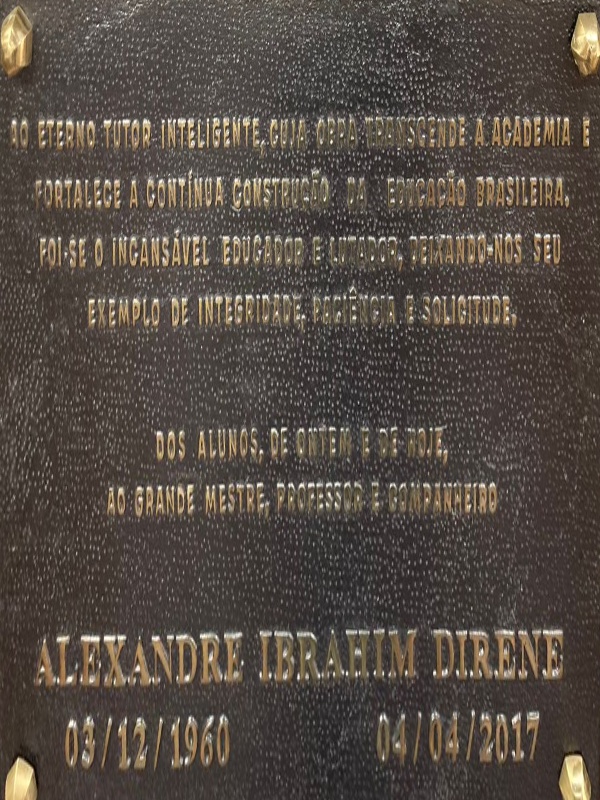 AO ETERNO TUTOR INTELIGENTE, CUJA OBRA TRANSCENDE A ACADEMIA E
FORTALECE A CONTÍNUA CONSTRUÇÃO DA EDUCAÇÃO BRASILEIRA.
FOI-SE O INCANSÁVEL EDUCADOR E LUTADOR, DEIXANDO-NOS SEU
EXEMPLO DE INTEGRIDADE, PACIÊNCIA E SOLICITUDE.
DOS ALUNOS, DE ONTEM E DE HOJE,
AO GRANDE MESTRE, PROFESSOR E COMPANHEIRO
ALEXANDRE IBRAHIM DIRENE
03/12/1960 04/04/2017